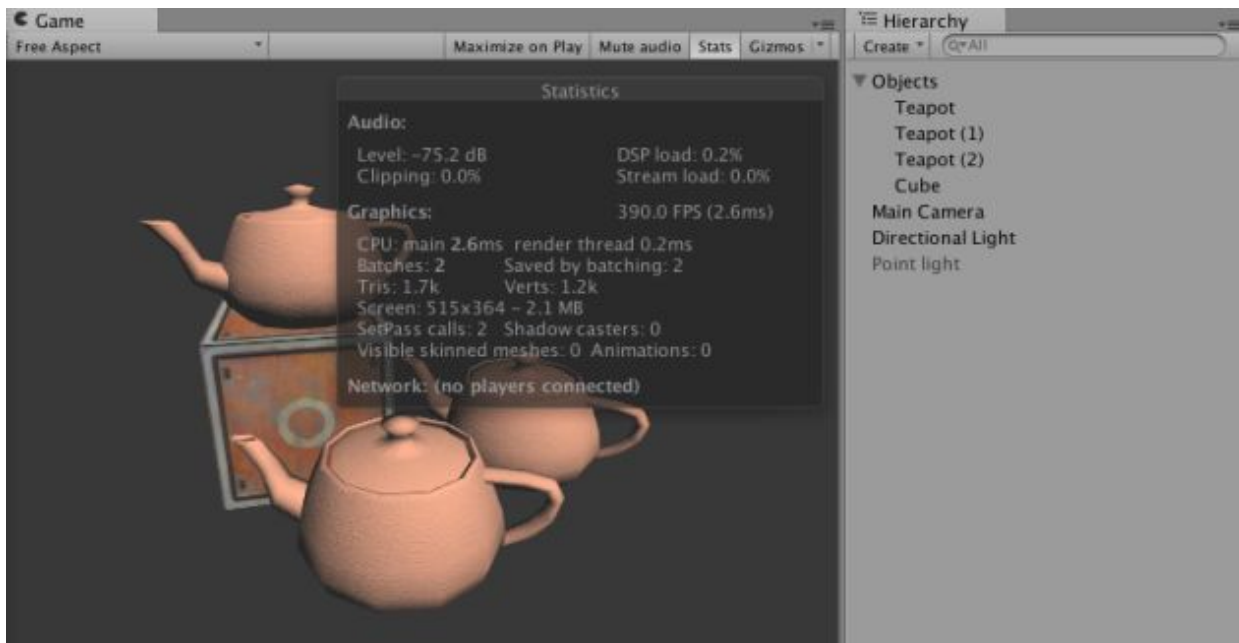 Game
Free Aspect Maximize on Play Mute audio Stats Gizmos
Statistics
Audio:
Level: -75.2 dB DSP load: 0.2%
Clipping: 0.0% Stream load: 0.0%
Graphics: 390.0 FPS (2.6ms)
CPU: main 2.6ms render thread 0.2ms
Batches: 2 Saved by batching: 2
Tris: 1.7k Verts: 1.2k
Screen: 515x364 - 2.1 MB
SetPass calls: 2 Shadow casters: 0
Visible skinned meshes: 0 Animations: 0
Network: (no players connected)
Hierarchy
Create All
Objects
Teapot
Teapot (1)
Teapot (2)
Cube
Main Camera
Directional Light
Point light